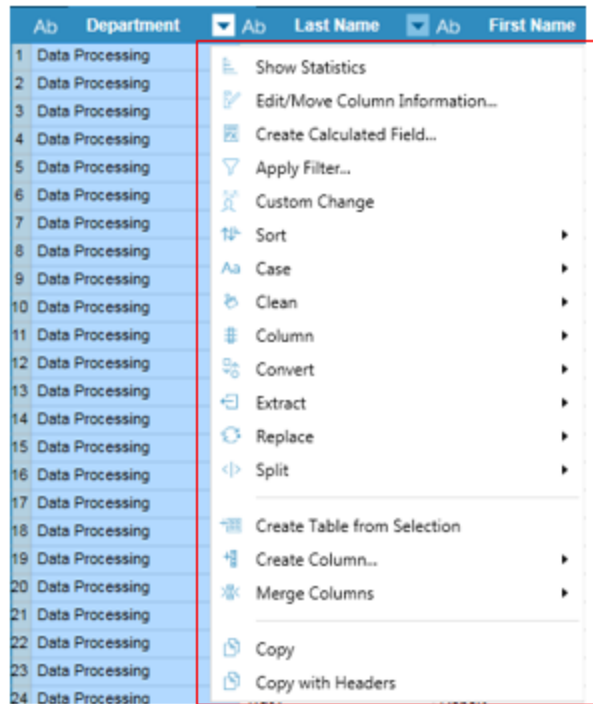 Ab Department Ab Last Name Ab First Name
1 Data Processing
2 Data Processing
3 Data Processing
4 Data Processing
5 Data Processing
6 Data Processing
7 Data Processing
8 Data Processing
9 Data Processing
10 Data Processing
11 Data Processing
12 Data Processing
13 Data Processing
14 Data Processing
15 Data Processing
16 Data Processing
17 Data Processing
18 Data Processing
19 Data Processing
20 Data Processing
21 Data Processing
22 Data Processing
23 Data Processing
24 Data Processing
Show Statistics
Edit/Move Column Information...
Create Calculated Field...
Apply Filter...
Custom Change
Sort
Aa Case
Clean
Column
Convert
Extract
Replace
Split
Create Table from Selection
Create Column...
Merge Columns
Copy
Copy with Headers